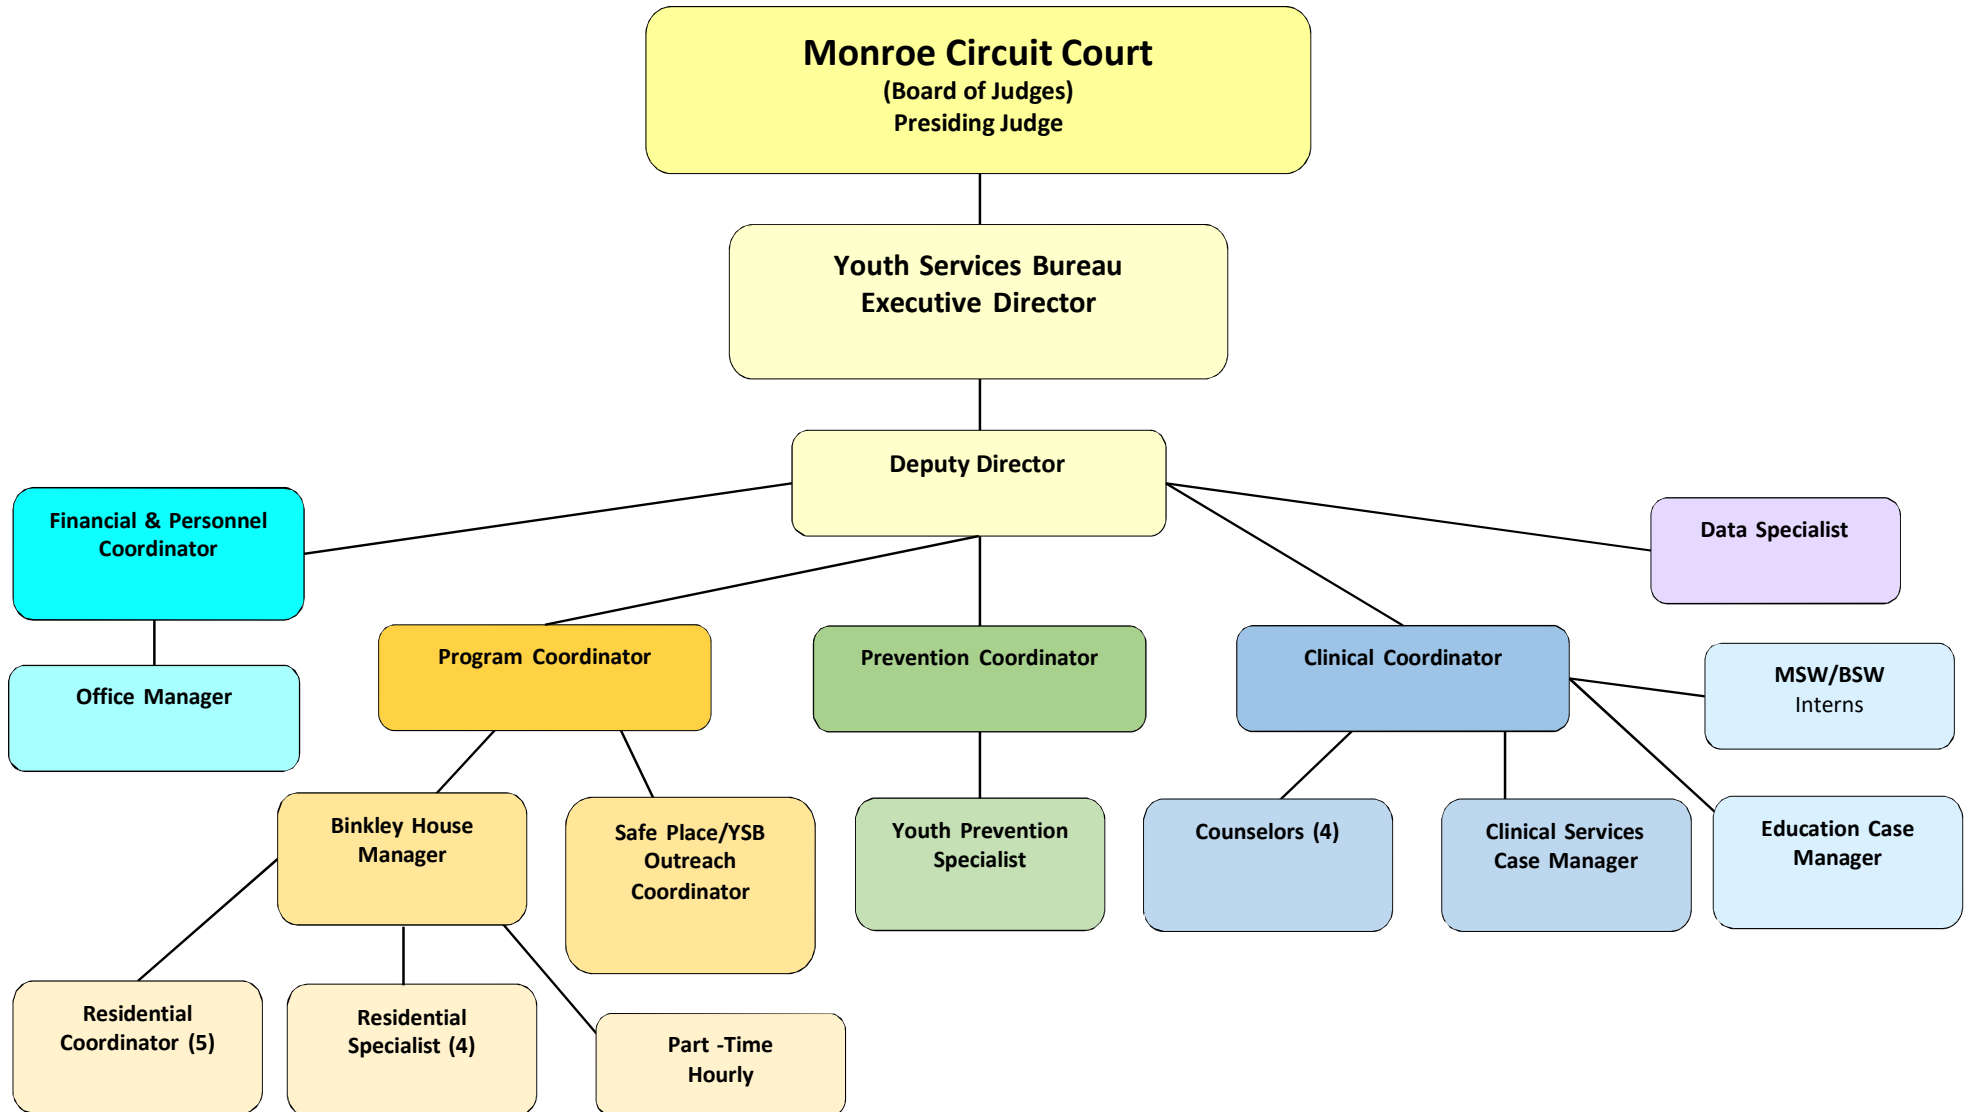 Monroe Circuit Court
(Board of Judges)
Presiding Judge
Youth Services Bureau
Executive Director
Deputy Director
Financial & Personnel
Coordinator
Data Specialist
Office Manager
Program Coordinator
Prevention Coordinator
Clinical Coordinator
MSW/BSW
Interns
Binkley House
Manager
Safe Place/YSB
Outreach
Coordinator
Youth Prevention
Specialist
Counselors (4)
Clinical Services
Case Manager
Education Case
Manager
Residential
Coordinator (5)
Residential
Specialist (4)
Part -Time
Hourly